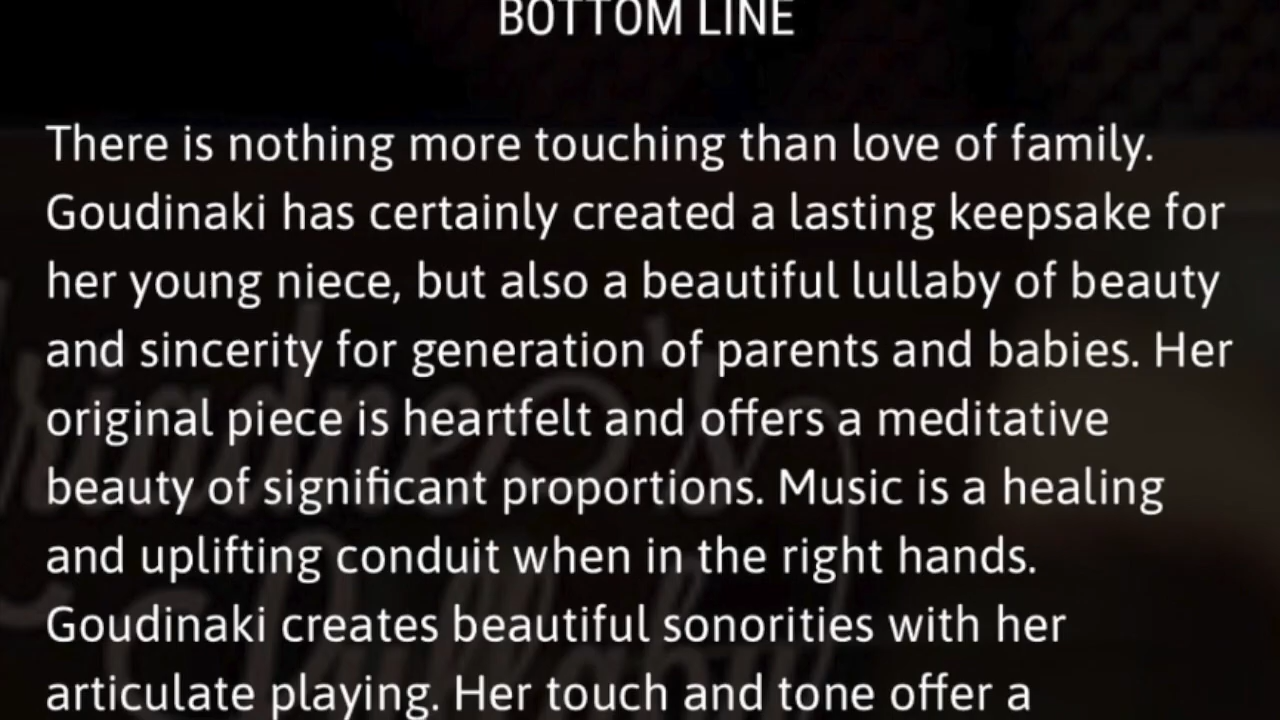 BOTTOM LINE
There is nothing more touching than love of family.
Goudinaki has certainly created a lasting keepsake for
her young niece, but also a beautiful lullaby of beauty
and sincerity for generation of parents and babies. Her
original piece is heartfelt and offers a meditative
beauty of significant proportions. Music is a healing
and uplifting conduit when in the right hands.
Goudinaki creates beautiful sonorities with her
articulate playing. Her touch and tone offer a
Ariadne's
Lullaby